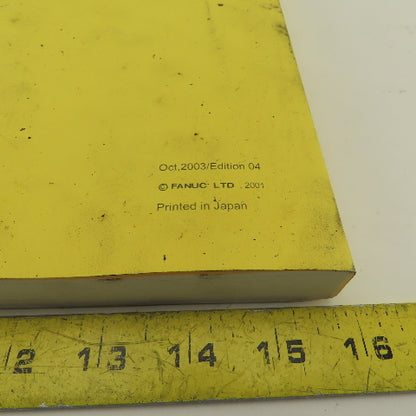 Oct,2003/Edition 04
© FANUC LTD , 2001
Printed in Japan
2 13 14 15 16